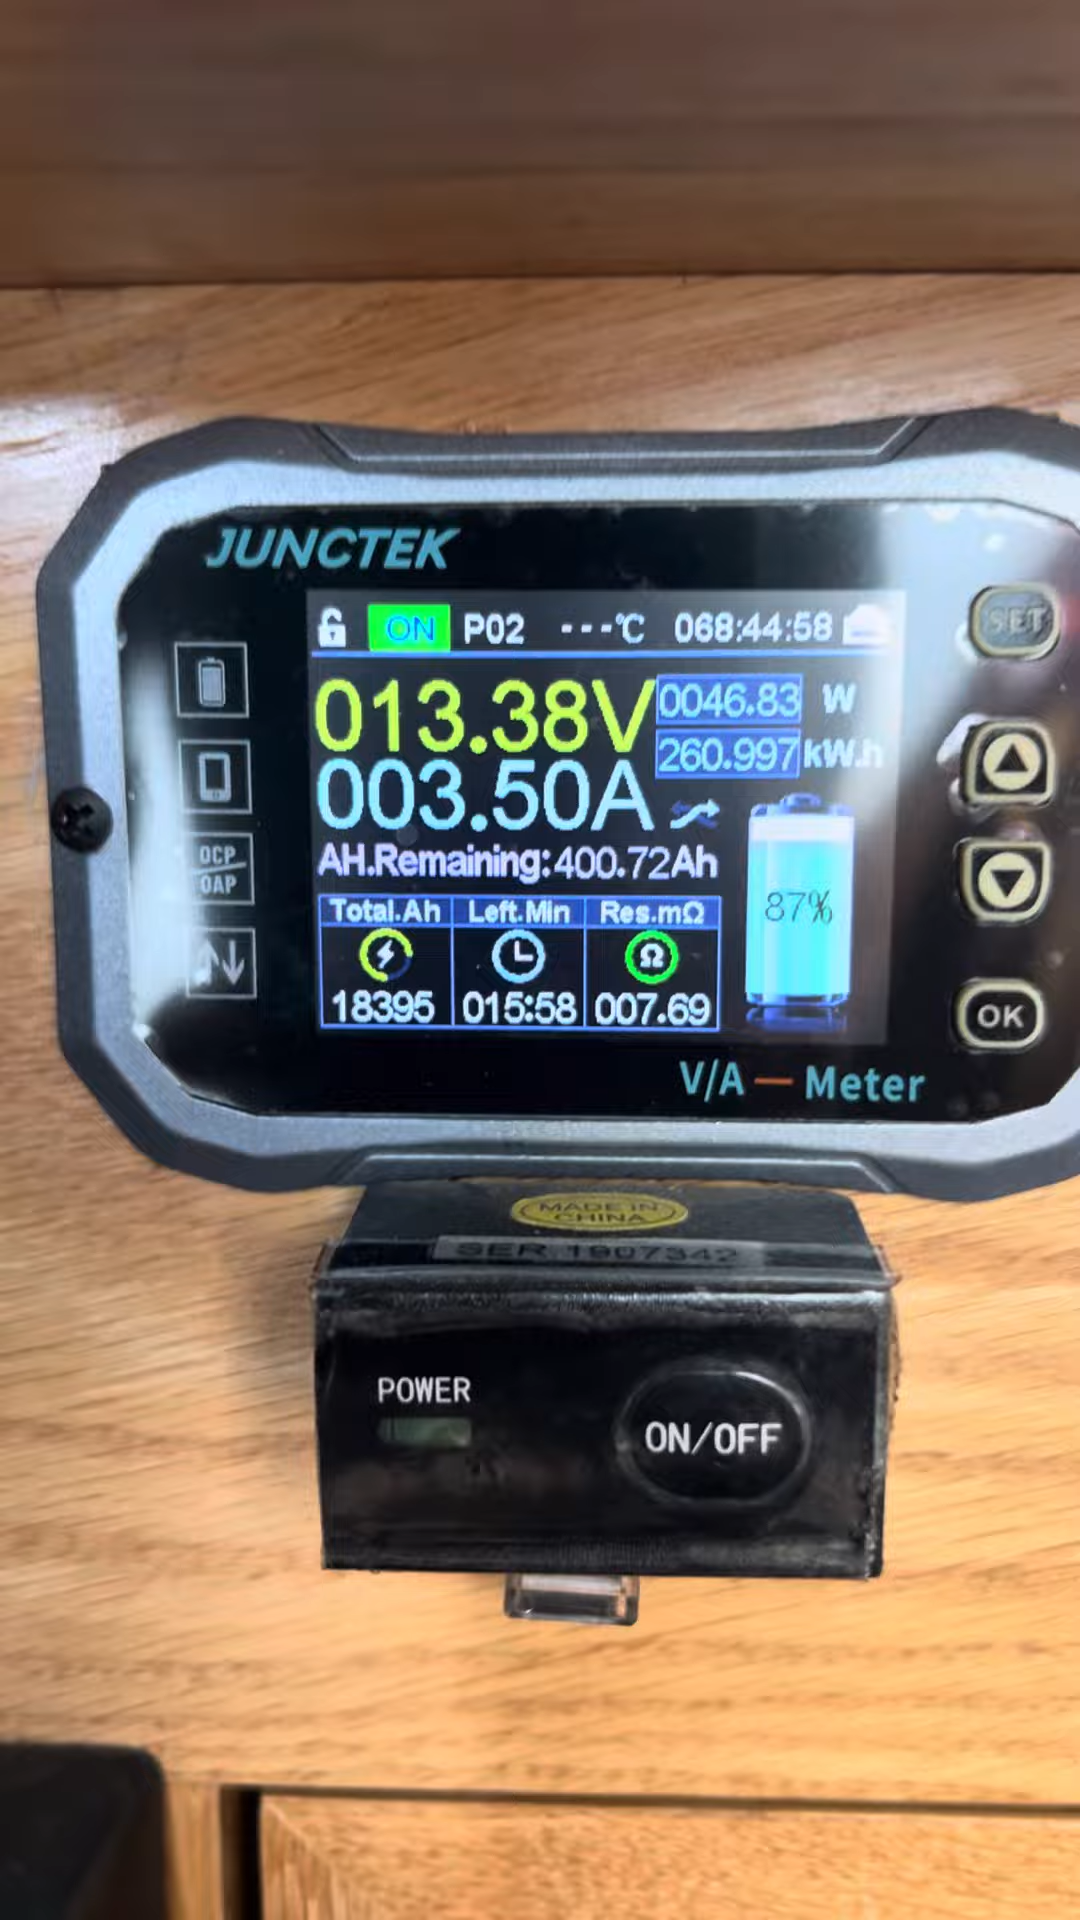 JUNCTEK
ON P02 ---℃ 068:44:58
013.38V 0046.83 W
260.997 kW.h
003.50A
AH.Remaining:400.72Ah
87%
Total.Ah Left.Min Res.mΩ
Ω
18395 015:58 007.69
OCP
OAP
SET
OK
V/A — Meter
MADE IN
CHINA
SER 1907342
POWER
ON/OFF